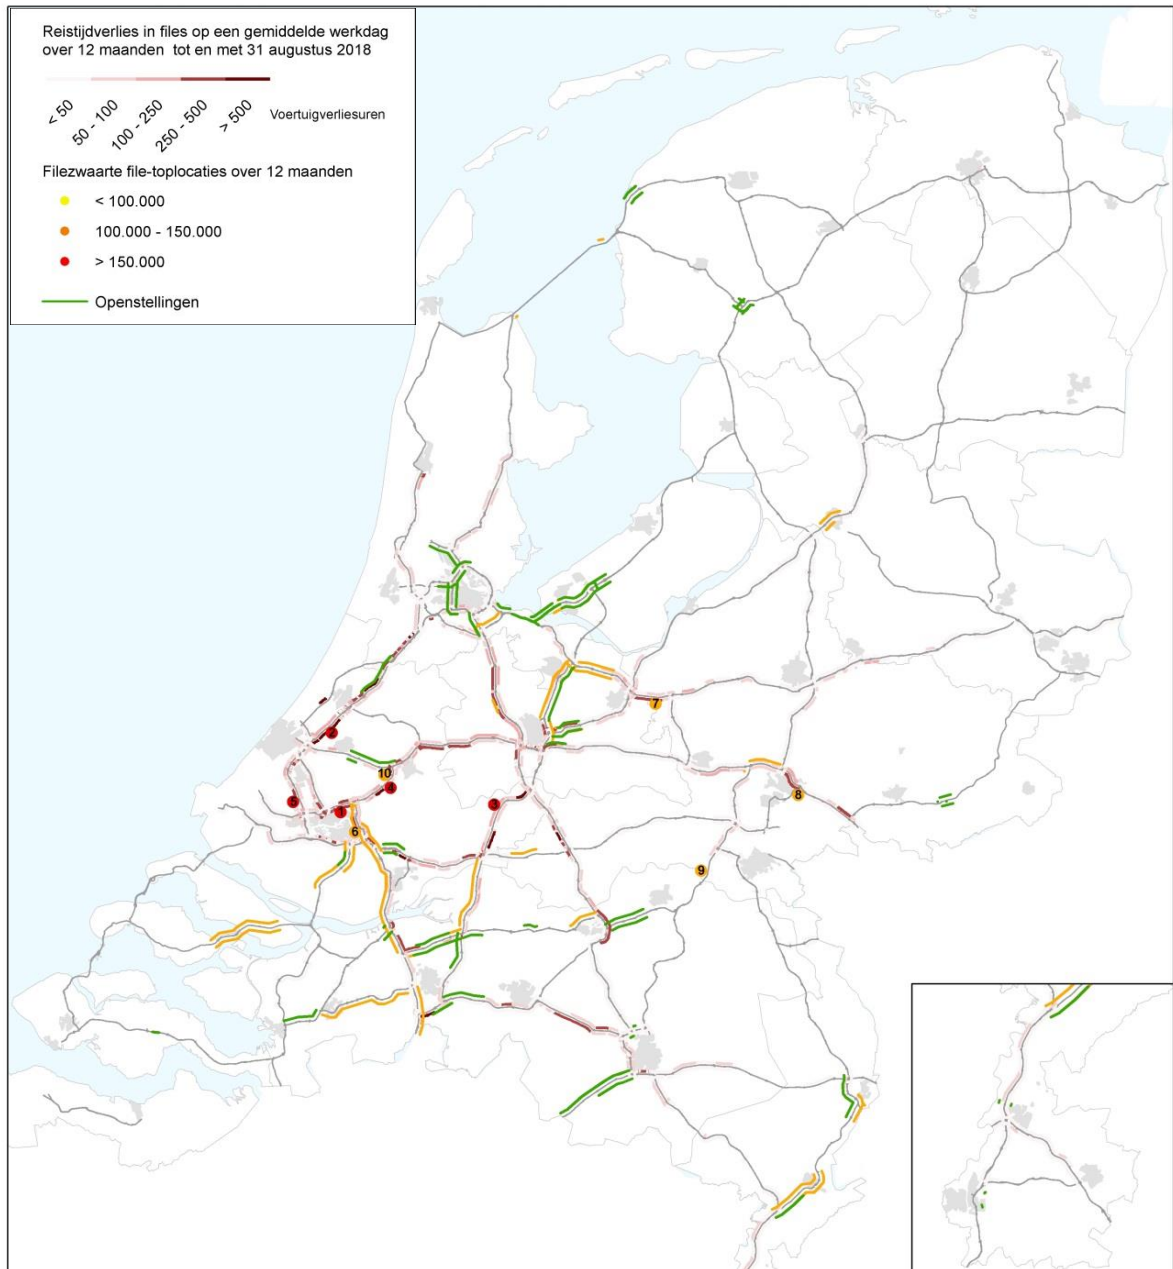 Reistijdverlies in files op een gemiddelde werkdag
over 12 maanden tot en met 31 augustus 2018
< 50
50 - 100
100 - 250
250 - 500
> 500
Voertuigverliesuren
Filezwaarte file-toplocaties over 12 maanden
< 100.000
100.000 - 150.000
> 150.000
Openstellingen
7
2
10
4
8
5
3
1
6
9